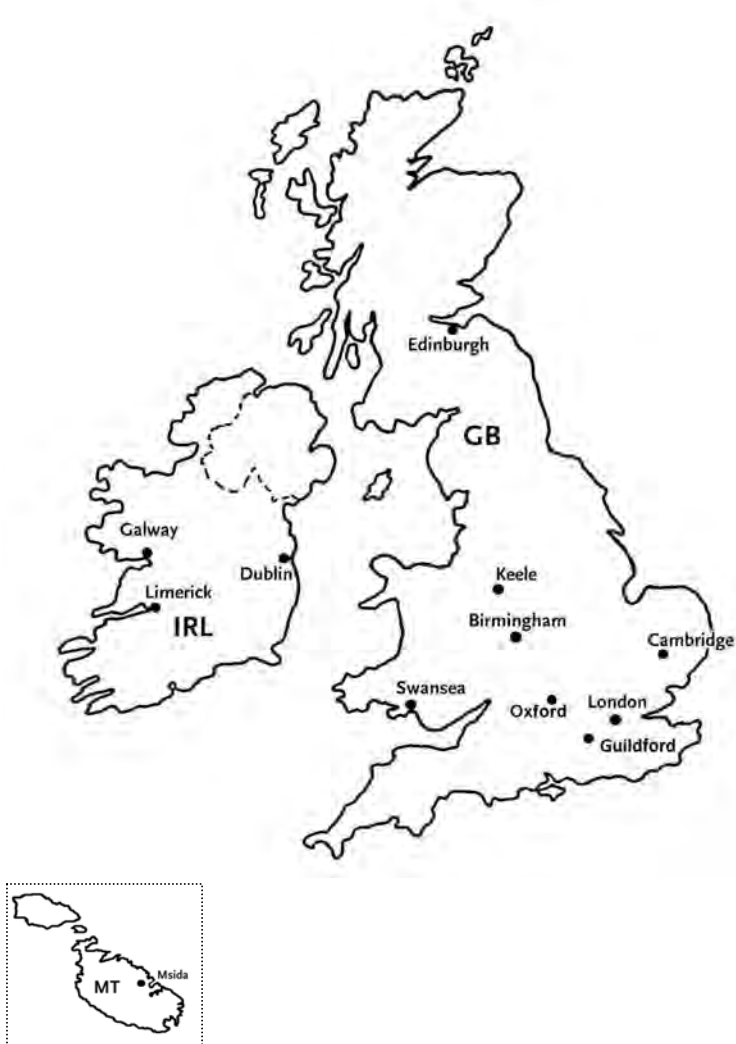 Edinburgh
GB
Galway
Dublin
Keele
Limerick
IRL
Birmingham
Cambridge
Swansea
Oxford
London
Guildford
MT
Msida